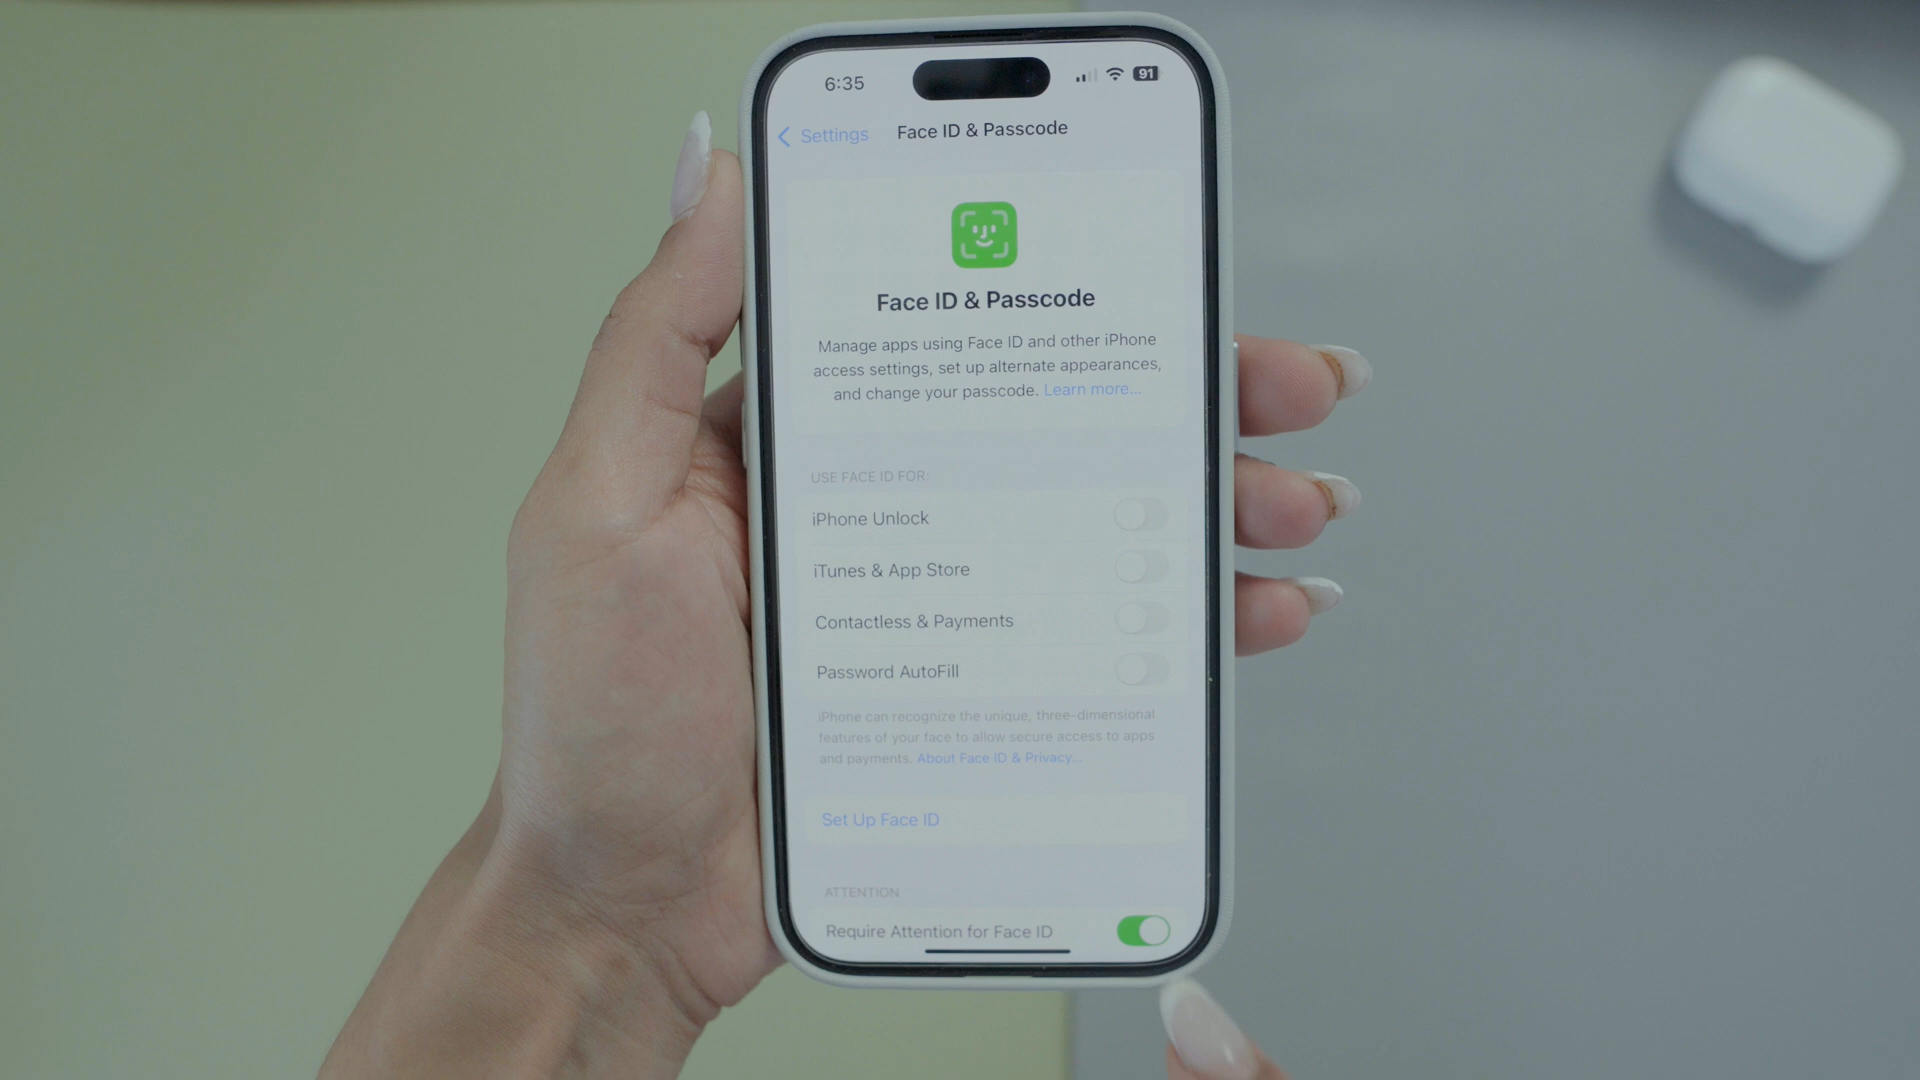 6:35
91
Settings
Face ID & Passcode
Face ID & Passcode
Manage apps using Face ID and other iPhone
access settings, set up alternate appearances,
and change your passcode. Learn more...
USE FACE ID FOR:
iPhone Unlock
iTunes & App Store
Contactless & Payments
Password AutoFill
iPhone can recognize the unique, three-dimensional
features of your face to allow secure access to apps
and payments. About Face ID & Privacy...
Set Up Face ID
ATTENTION
Require Attention for Face ID